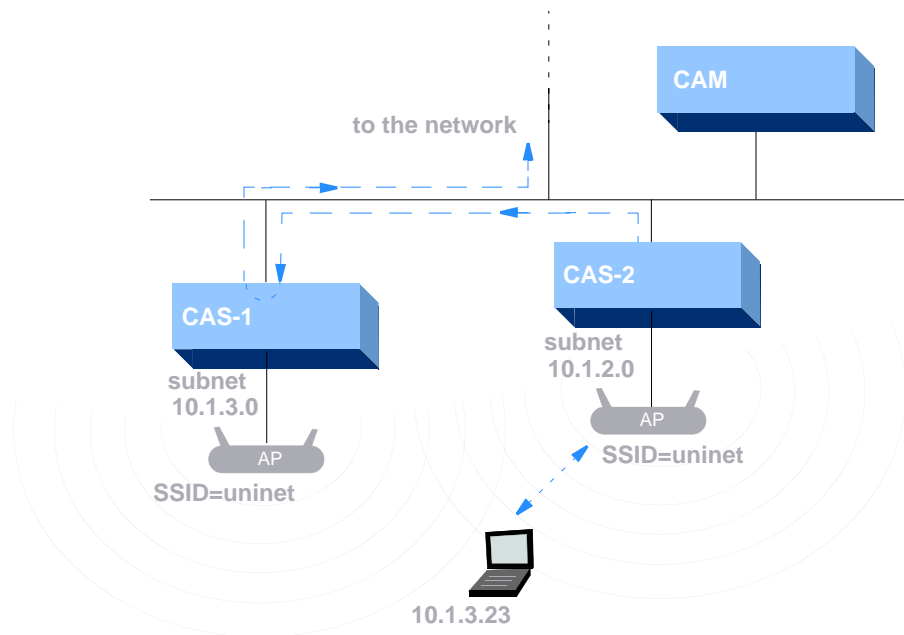 CAM
to the network
CAS-2
CAS-1
subnet
10.1.2.0
subnet
10.1.3.0
AP
SSID=uninet
AP
SSID=uninet
10.1.3.23